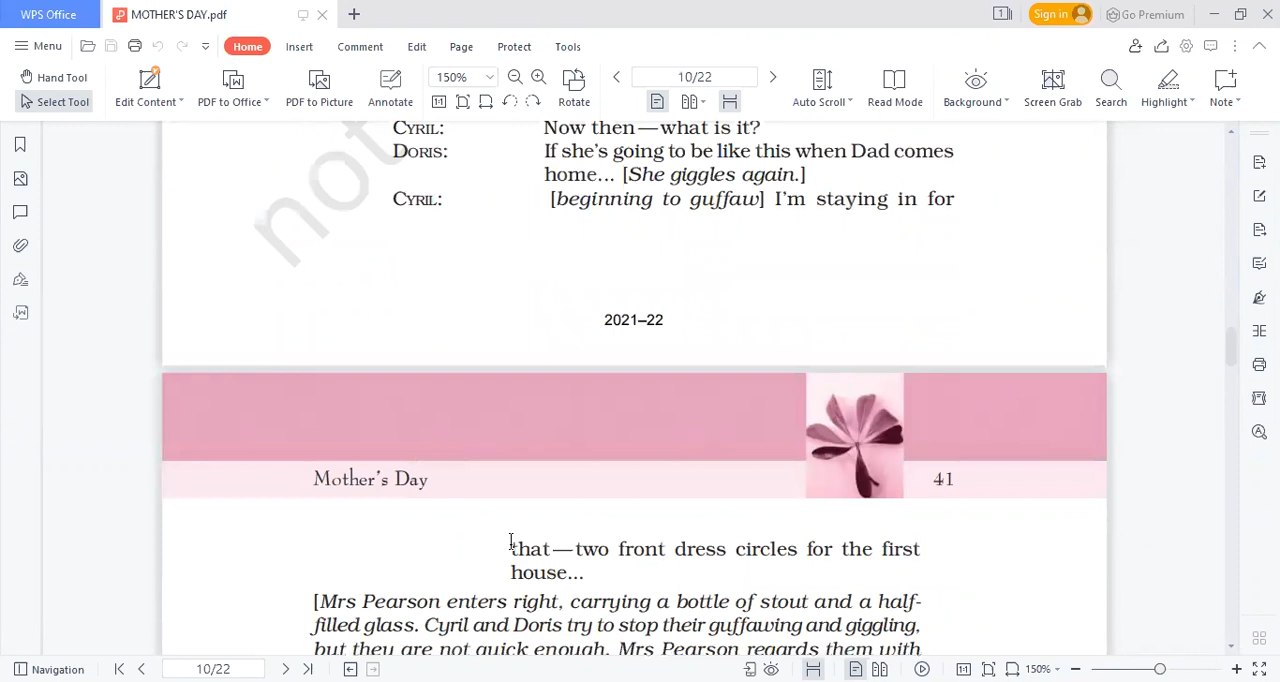 WPS Office
MOTHER'S DAY.pdf
1
Sign in
Go Premium
Menu
Home
Insert
Comment
Edit
Page
Protect
Tools
Hand Tool
Select Tool
Edit Content
PDF to Office
PDF to Picture
Annotate
150%
Rotate
10/22
Auto Scroll
Read Mode
Background
Screen Grab
Search
Highlight
Note
not
CYRIL: Now then—what is it?
DORIS: If she's going to be like this when Dad comes
home... [She giggles again.]
CYRIL: [beginning to guffaw] I'm staying in for
2021–22
Mother's Day 41
that—two front dress circles for the first
house...
[Mrs Pearson enters right, carrying a bottle of stout and a half-
filled glass. Cyril and Doris try to stop their guffawing and giggling,
but they are not quick enough. Mrs Pearson regards them with
Navigation
10/22
150%